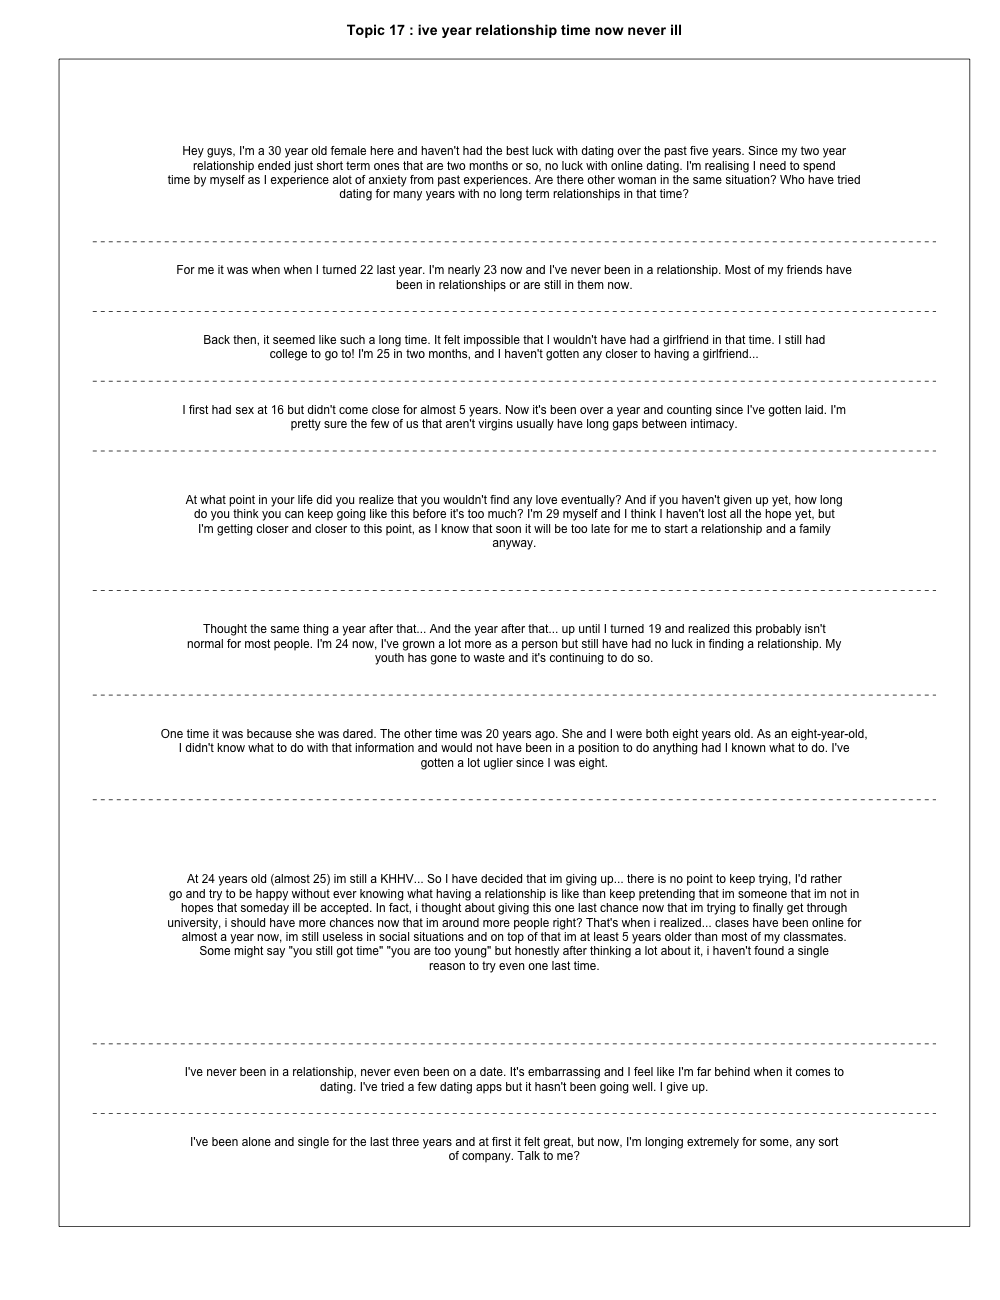 Topic 17 : ive year relationship time now never ill
Hey guys, I'm a 30 year old female here and haven't had the best luck with dating over the past five years. Since my two year
relationship ended just short term ones that are two months or so, no luck with online dating. I'm realising I need to spend
time by myself as I experience alot of anxiety from past experiences. Are there other woman in the same situation? Who have tried
dating for many years with no long term relationships in that time?
For me it was when when I turned 22 last year. I'm nearly 23 now and I've never been in a relationship. Most of my friends have
been in relationships or are still in them now.
Back then, it seemed like such a long time. It felt impossible that I wouldn't have had a girlfriend in that time. I still had
college to go to! I'm 25 in two months, and I haven't gotten any closer to having a girlfriend...
I first had sex at 16 but didn't come close for almost 5 years. Now it's been over a year and counting since I've gotten laid. I'm
pretty sure the few of us that aren't virgins usually have long gaps between intimacy.
At what point in your life did you realize that you wouldn't find any love eventually? And if you haven't given up yet, how long
do you think you can keep going like this before it's too much? I'm 29 myself and I think I haven't lost all the hope yet, but
I'm getting closer and closer to this point, as I know that soon it will be too late for me to start a relationship and a family
anyway.
Thought the same thing a year after that... And the year after that... up until I turned 19 and realized this probably isn't
normal for most people. I'm 24 now, I've grown a lot more as a person but still have had no luck in finding a relationship. My
youth has gone to waste and it's continuing to do so.
One time it was because she was dared. The other time was 20 years ago. She and I were both eight years old. As an eight-year-old,
I didn't know what to do with that information and would not have been in a position to do anything had I known what to do. I've
gotten a lot uglier since I was eight.
At 24 years old (almost 25) im still a KHHV... So I have decided that im giving up... there is no point to keep trying, I'd rather
go and try to be happy without ever knowing what having a relationship is like than keep pretending that im someone that im not in
hopes that someday ill be accepted. In fact, i thought about giving this one last chance now that im trying to finally get through
university, i should have more chances now that im around more people right? That's when i realized... clases have been online for
almost a year now, im still useless in social situations and on top of that im at least 5 years older than most of my classmates.
Some might say "you still got time" "you are too young" but honestly after thinking a lot about it, i haven't found a single
reason to try even one last time.
I've never been in a relationship, never even been on a date. It's embarrassing and I feel like I'm far behind when it comes to
dating. I've tried a few dating apps but it hasn't been going well. I give up.
I've been alone and single for the last three years and at first it felt great, but now, I'm longing extremely for some, any sort
of company. Talk to me?